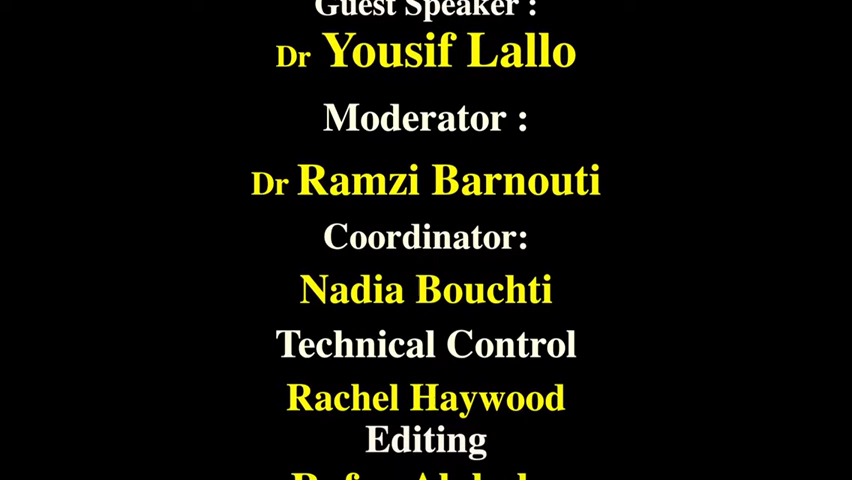 Guest Speaker :
Dr Yousif Lallo
Moderator :
Dr Ramzi Barnouti
Coordinator:
Nadia Bouchti
Technical Control
Rachel Haywood
Editing